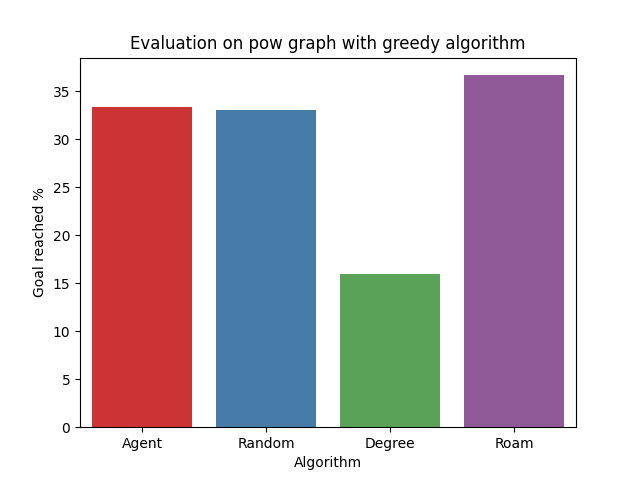 Evaluation on pow graph with greedy algorithm
Goal reached %
35
30
25
20
15
10
5
0
Agent Random Degree Roam
Algorithm